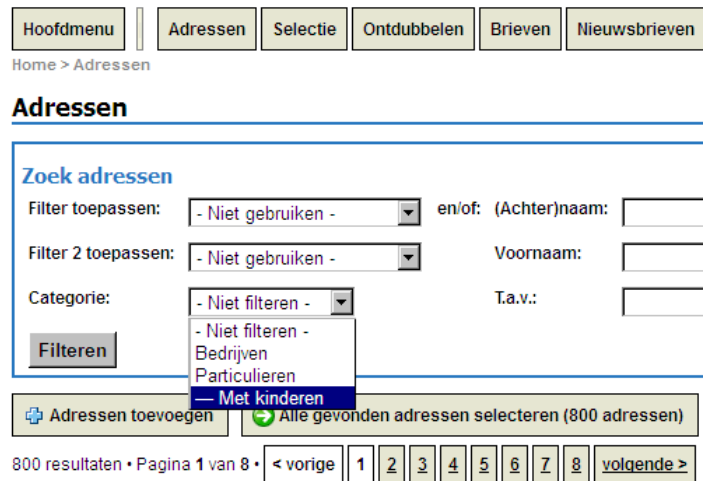 Hoofdmenu Adressen Selectie Ontdubbelen Brieven Nieuwsbrieven
Home > Adressen
Adressen
Zoek adressen
Filter toepassen: - Niet gebruiken - en/of: (Achter)naam:
Filter 2 toepassen: - Niet gebruiken - Voornaam:
Categorie: - Niet filteren - T.a.v.:
- Niet filteren -
Filteren Bedrijven
Particulieren
— Met kinderen
Adressen toevoegen Alle gevonden adressen selecteren (800 adressen)
800 resultaten • Pagina 1 van 8 • < vorige 1 2 3 4 5 6 7 8 volgende >